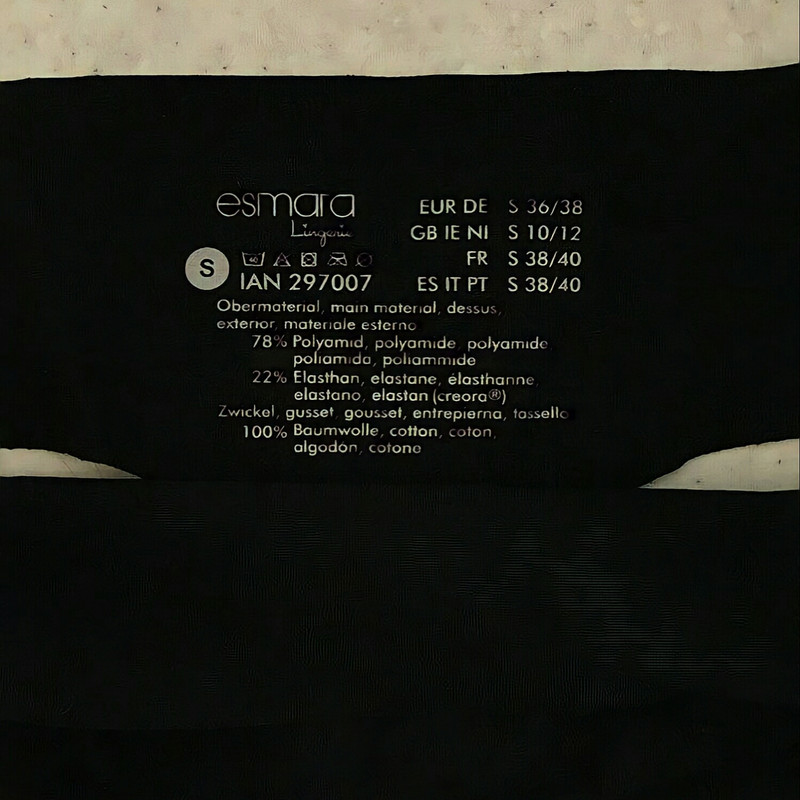 esmara
Lingerie
EUR DE S 36/38
GB IE NI S 10/12
FR S 38/40
ES IT PT S 38/40
S
IAN 297007
Obermaterial, main material, dessus,
exterior, materiale esterno
78% Polyamid, polyamide, polyamide,
poliamida, poliammide
22% Elasthan, elastane, élasthanne,
elastano, elastan (creora®)
Zwickel, gusset, gousset, entrepierna, tassello
100% Baumwolle, cotton, coton,
algodón, cotone